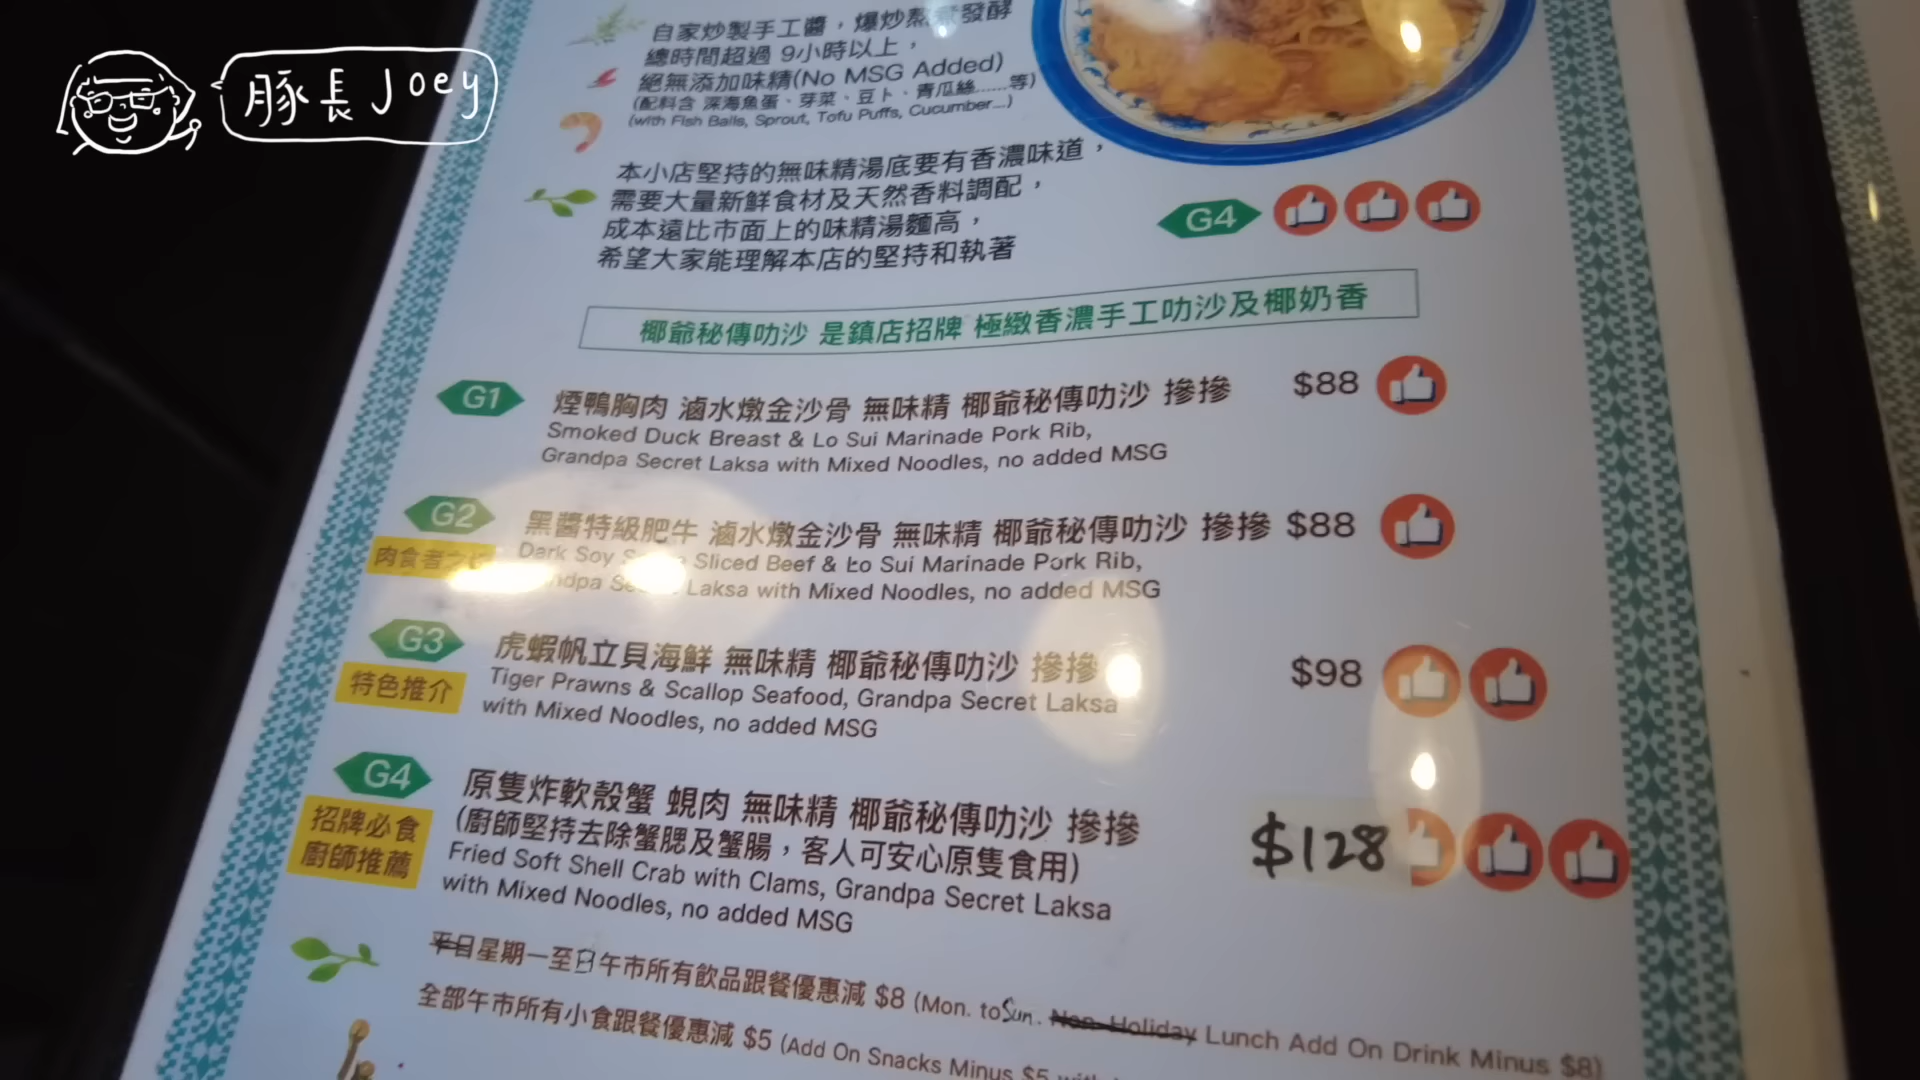 豚長 Joey
自家炒製手工醬，爆炒熬煮發酵
總時間超過 9小時以上，
絕無添加味精(No MSG Added)
(配料含 深海魚蛋、芽菜、豆卜、青瓜絲......等)
(with Fish Balls, Sprout, Tofu Puffs, Cucumber...)
本小店堅持的無味精湯底要有香濃味道，
需要大量新鮮食材及天然香料調配，
成本遠比市面上的味精湯麵高，
希望大家能理解本店的堅持和執著
G4
椰爺秘傳叻沙 是鎮店招牌 極緻香濃手工叻沙及椰奶香
G1 煙鴨胸肉 滷水燉金沙骨 無味精 椰爺秘傳叻沙 摻摻 $88
Smoked Duck Breast & Lo Sui Marinade Pork Rib,
Grandpa Secret Laksa with Mixed Noodles, no added MSG
G2 黑醬特級肥牛 滷水燉金沙骨 無味精 椰爺秘傳叻沙 摻摻 $88
肉食者之
Dark Soy Sliced Beef & Lo Sui Marinade Pork Rib,
Laksa with Mixed Noodles, no added MSG
G3 虎蝦帆立貝海鮮 無味精 椰爺秘傳叻沙 摻摻 $98
特色推介
Tiger Prawns & Scallop Seafood, Grandpa Secret Laksa
with Mixed Noodles, no added MSG
G4 原隻炸軟殼蟹 蜆肉 無味精 椰爺秘傳叻沙 摻摻 $128
招牌必食
廚師推薦
(廚師堅持去除蟹腮及蟹腸，客人可安心原隻食用)
Fried Soft Shell Crab with Clams, Grandpa Secret Laksa
with Mixed Noodles, no added MSG
平日星期一至日午市所有飲品跟餐優惠減 $8 (Mon. to Sun. Non-Holiday Lunch Add On Drink Minus $8)
全部午市所有小食跟餐優惠減 $5 (Add On Snacks Minus $5